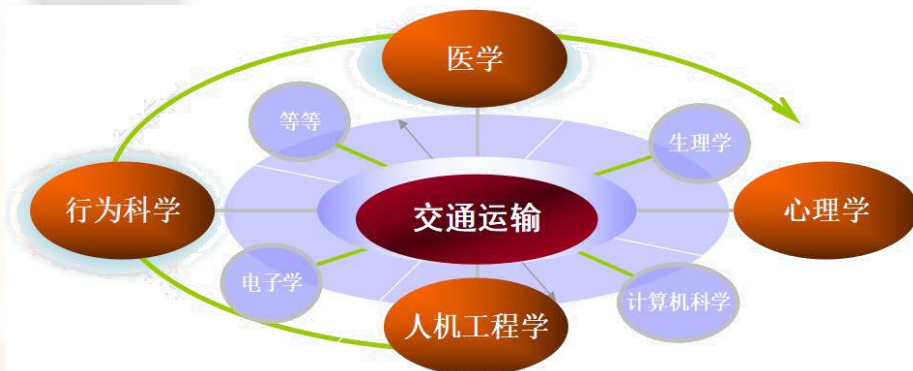 医学
等等
生理学
行为科学
交通运输
心理学
电子学
计算机科学
人机工程学